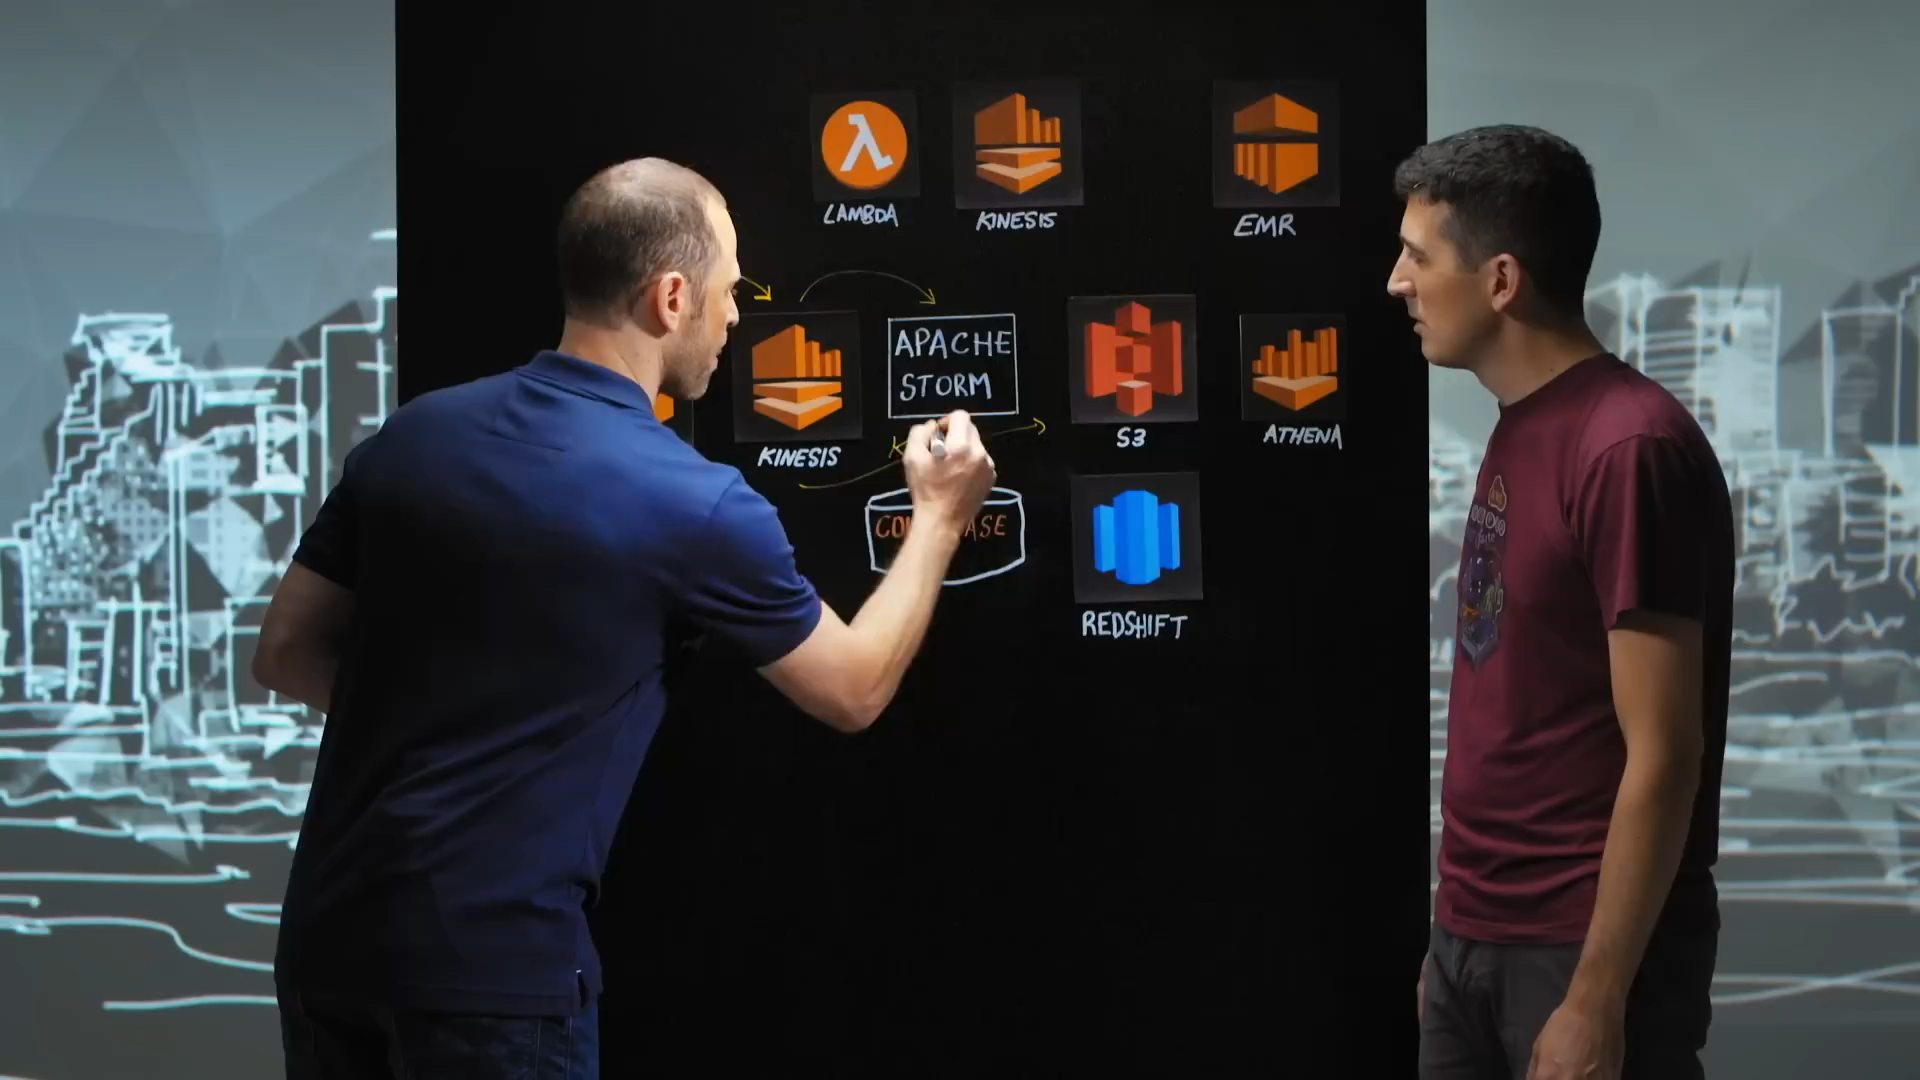 λ
LAMBDA
KINESIS
EMR
APACHE
STORM
KINESIS
S3
ATHENA
REDSHIFT